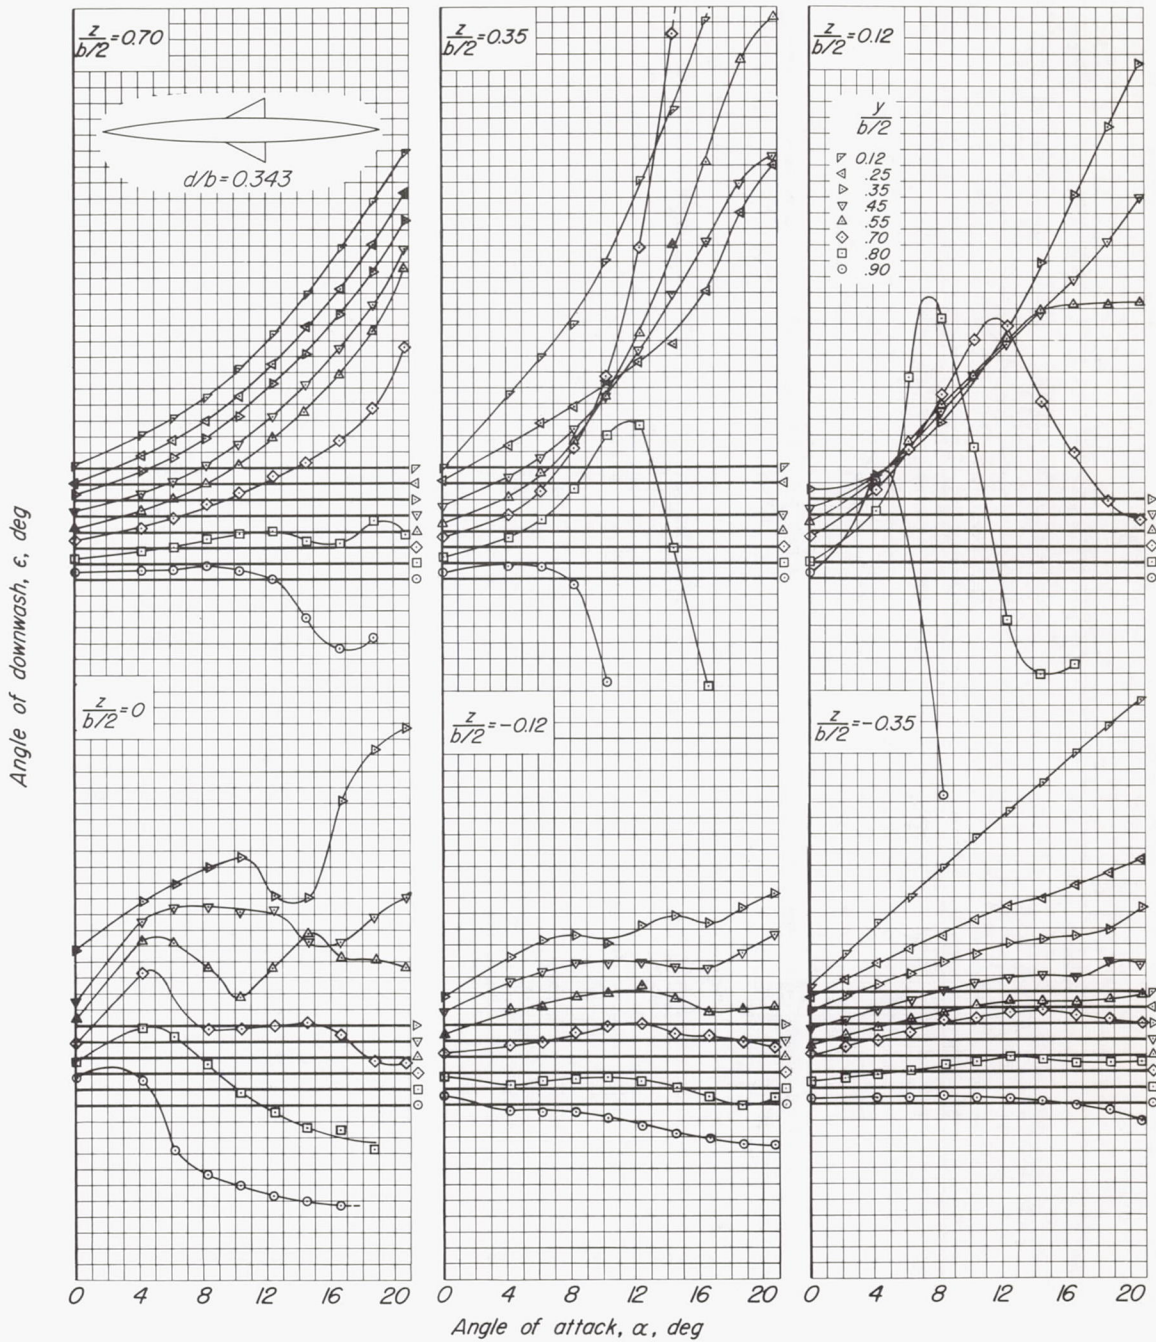 z/b/2 = 0.70
d/b = 0.343
z/b/2 = 0.35
z/b/2 = 0.12
y/b/2
0.12
.25
.35
.45
.55
.70
.80
.90
Angle of downwash, ε, deg
z/b/2 = 0
z/b/2 = -0.12
z/b/2 = -0.35
0 4 8 12 16 20
0 4 8 12 16 20
0 4 8 12 16 20
Angle of attack, α, deg